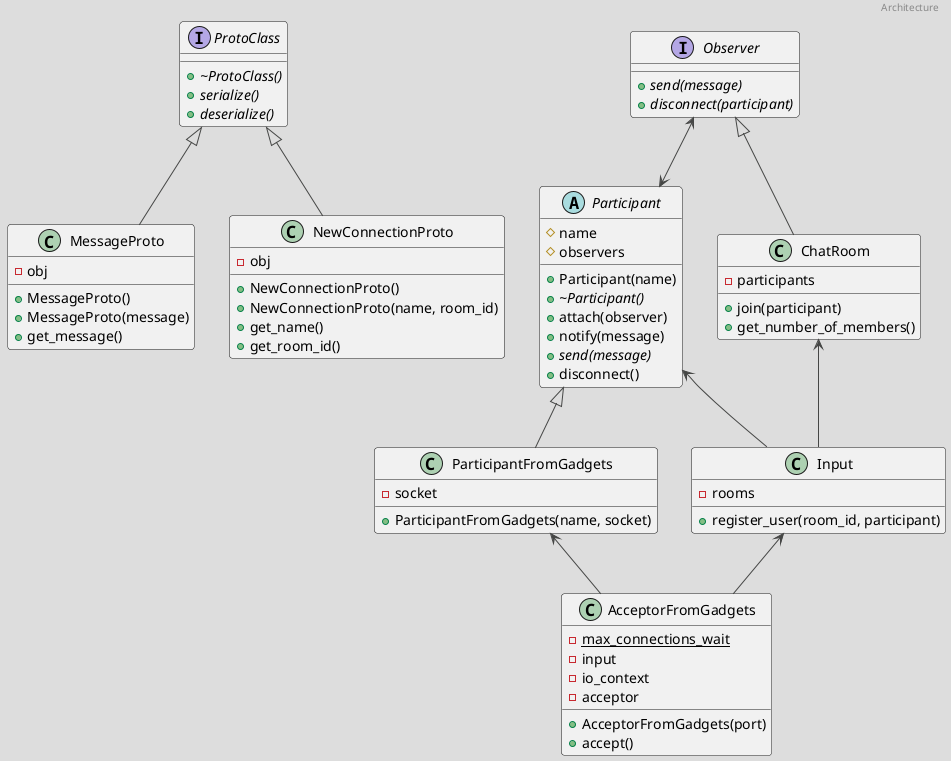 Architecture
I ProtoClass
~ProtoClass()
serialize()
deserialize()
I Observer
send(message)
disconnect(participant)
C MessageProto
obj
MessageProto()
MessageProto(message)
get_message()
C NewConnectionProto
obj
NewConnectionProto()
NewConnectionProto(name, room_id)
get_name()
get_room_id()
A Participant
name
observers
Participant(name)
~Participant()
attach(observer)
notify(message)
send(message)
disconnect()
C ChatRoom
participants
join(participant)
get_number_of_members()
C ParticipantFromGadgets
socket
ParticipantFromGadgets(name, socket)
C Input
rooms
register_user(room_id, participant)
C AcceptorFromGadgets
max_connections_wait
input
io_context
acceptor
AcceptorFromGadgets(port)
accept()